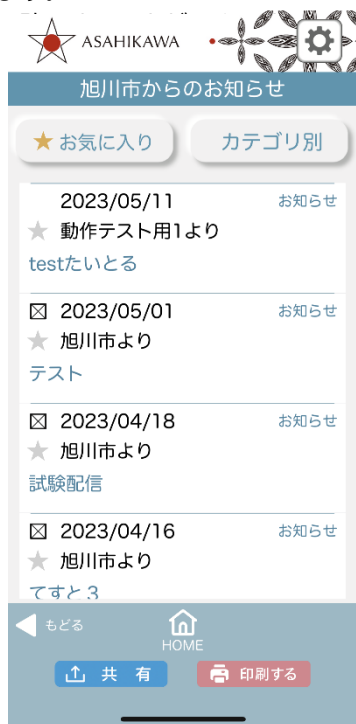 ASAHIKAWA
旭川市からのお知らせ
★お気に入り
カテゴリ別
2023/05/11 お知らせ
動作テスト用1より
testたいとる
2023/05/01 お知らせ
旭川市より
テスト
2023/04/18 お知らせ
旭川市より
試験配信
2023/04/16 お知らせ
旭川市より
てすと3
もどる
HOME
共有
印刷する